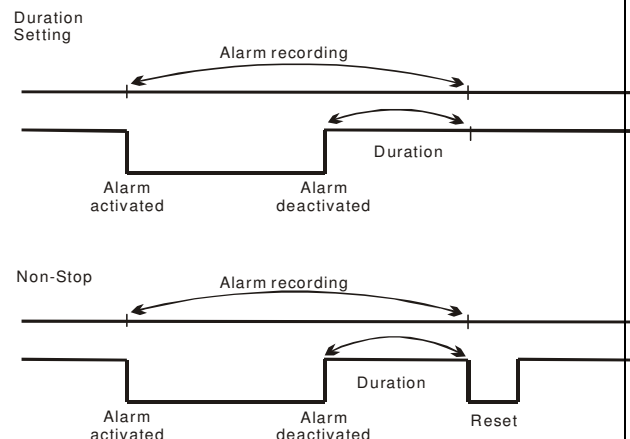 Duration
Setting
Alarm recording
Duration
Alarm
activated
Alarm
deactivated
Non-Stop
Alarm recording
Duration
Alarm
activated
Alarm
deactivated
Reset